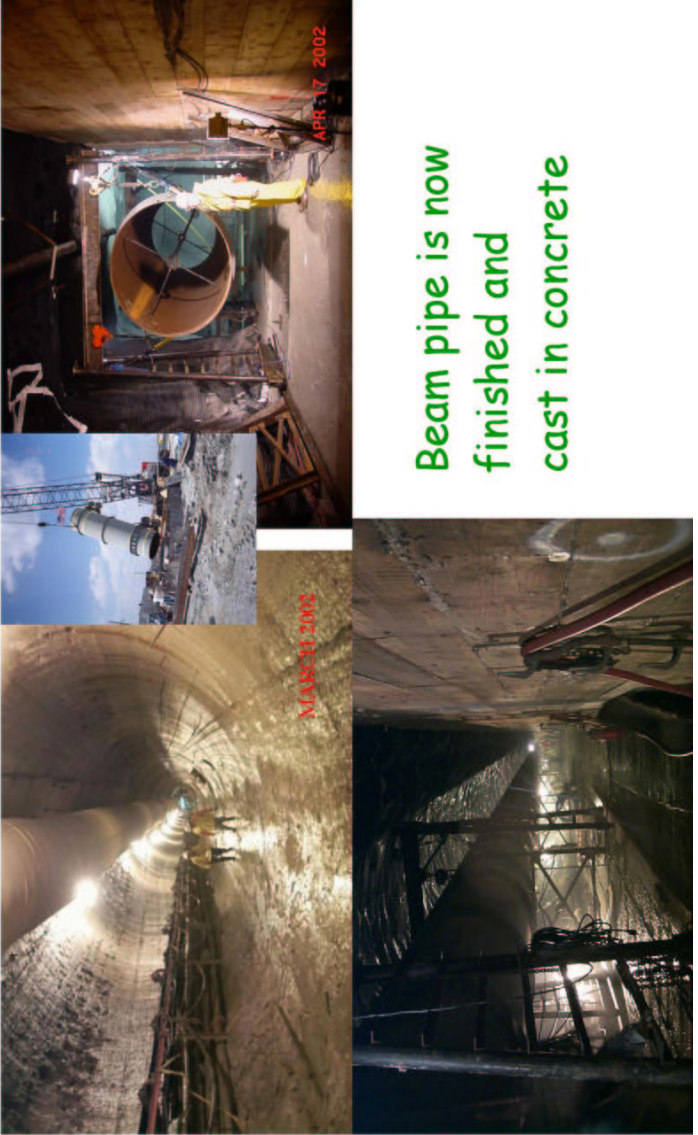 MARCH 2002
APR 17 2002
Beam pipe is now
finished and
cast in concrete